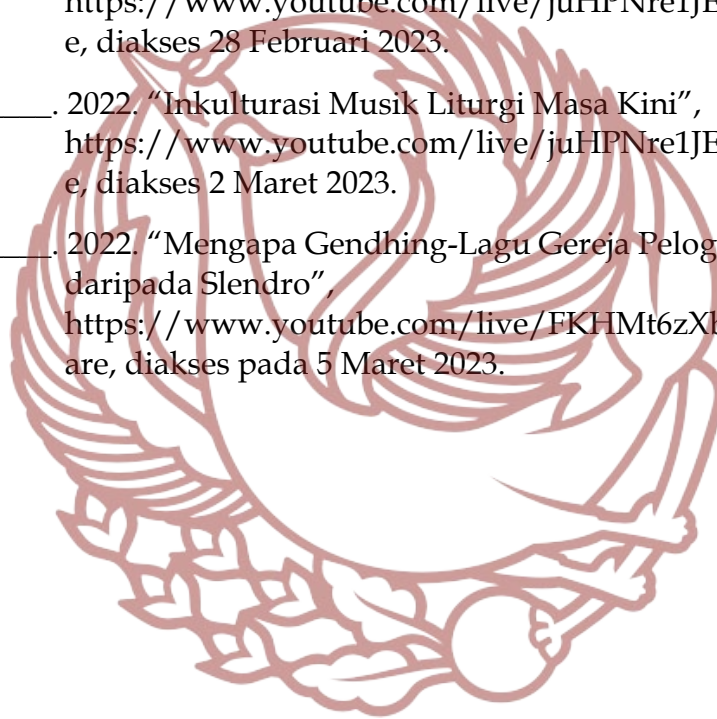 https://www.youtube.com/live/juHPNre1JE
e, diakses 28 Februari 2023.
___. 2022. “Inkulturasi Musik Liturgi Masa Kini”,
https://www.youtube.com/live/juHPNre1JE
e, diakses 2 Maret 2023.
___. 2022. “Mengapa Gendhing-Lagu Gereja Pelog
daripada Slendro”,
https://www.youtube.com/live/FKHMt6zXb
are, diakses pada 5 Maret 2023.